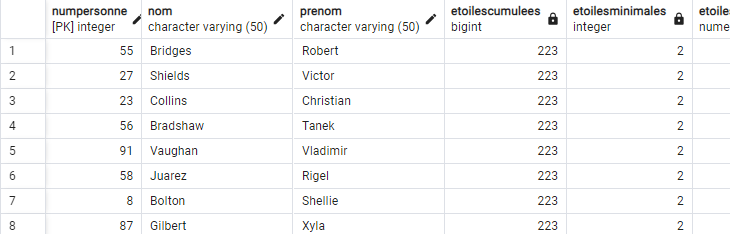 numpersonne nom prenom etoilescumulees etoilesminimales etoile
[PK] integer character varying (50) character varying (50) bigint integer nume
1 55 Bridges Robert 223 2
2 27 Shields Victor 223 2
3 23 Collins Christian 223 2
4 56 Bradshaw Tanek 223 2
5 91 Vaughan Vladimir 223 2
6 58 Juarez Rigel 223 2
7 8 Bolton Shellie 223 2
8 87 Gilbert Xyla 223 2